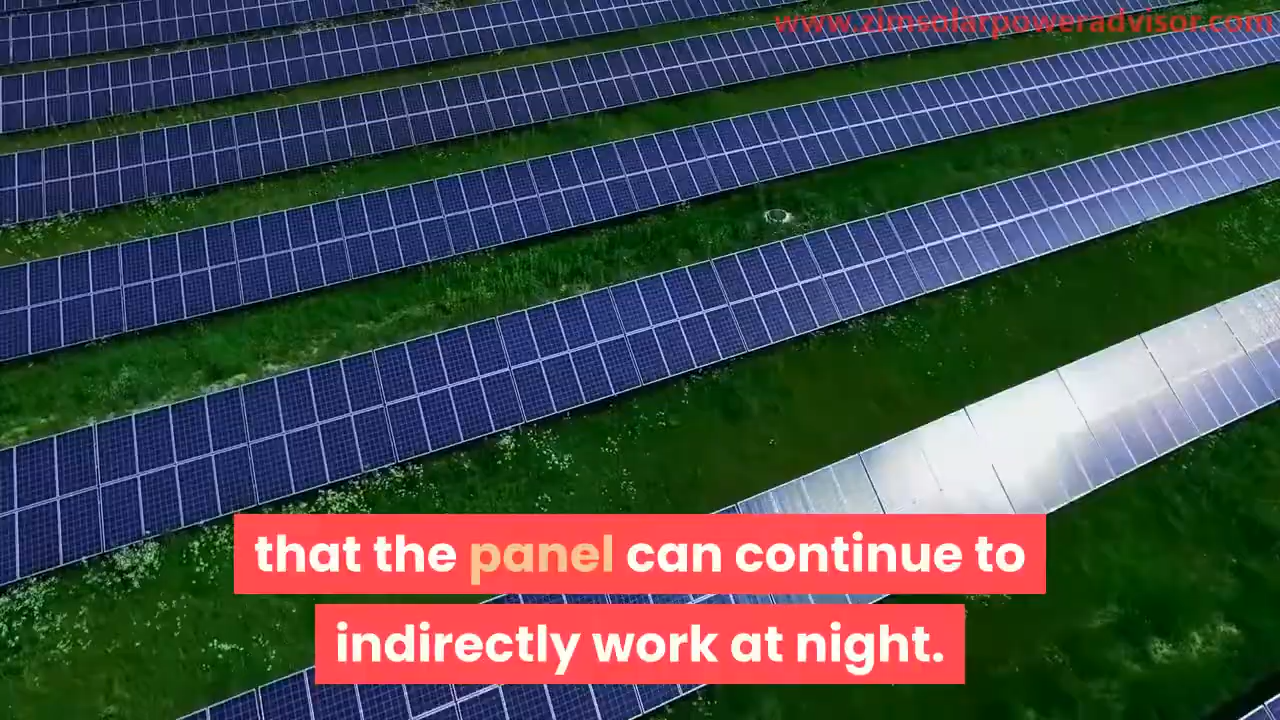 www.zimsolarpoweradvisor.com
that the panel can continue to
indirectly work at night.